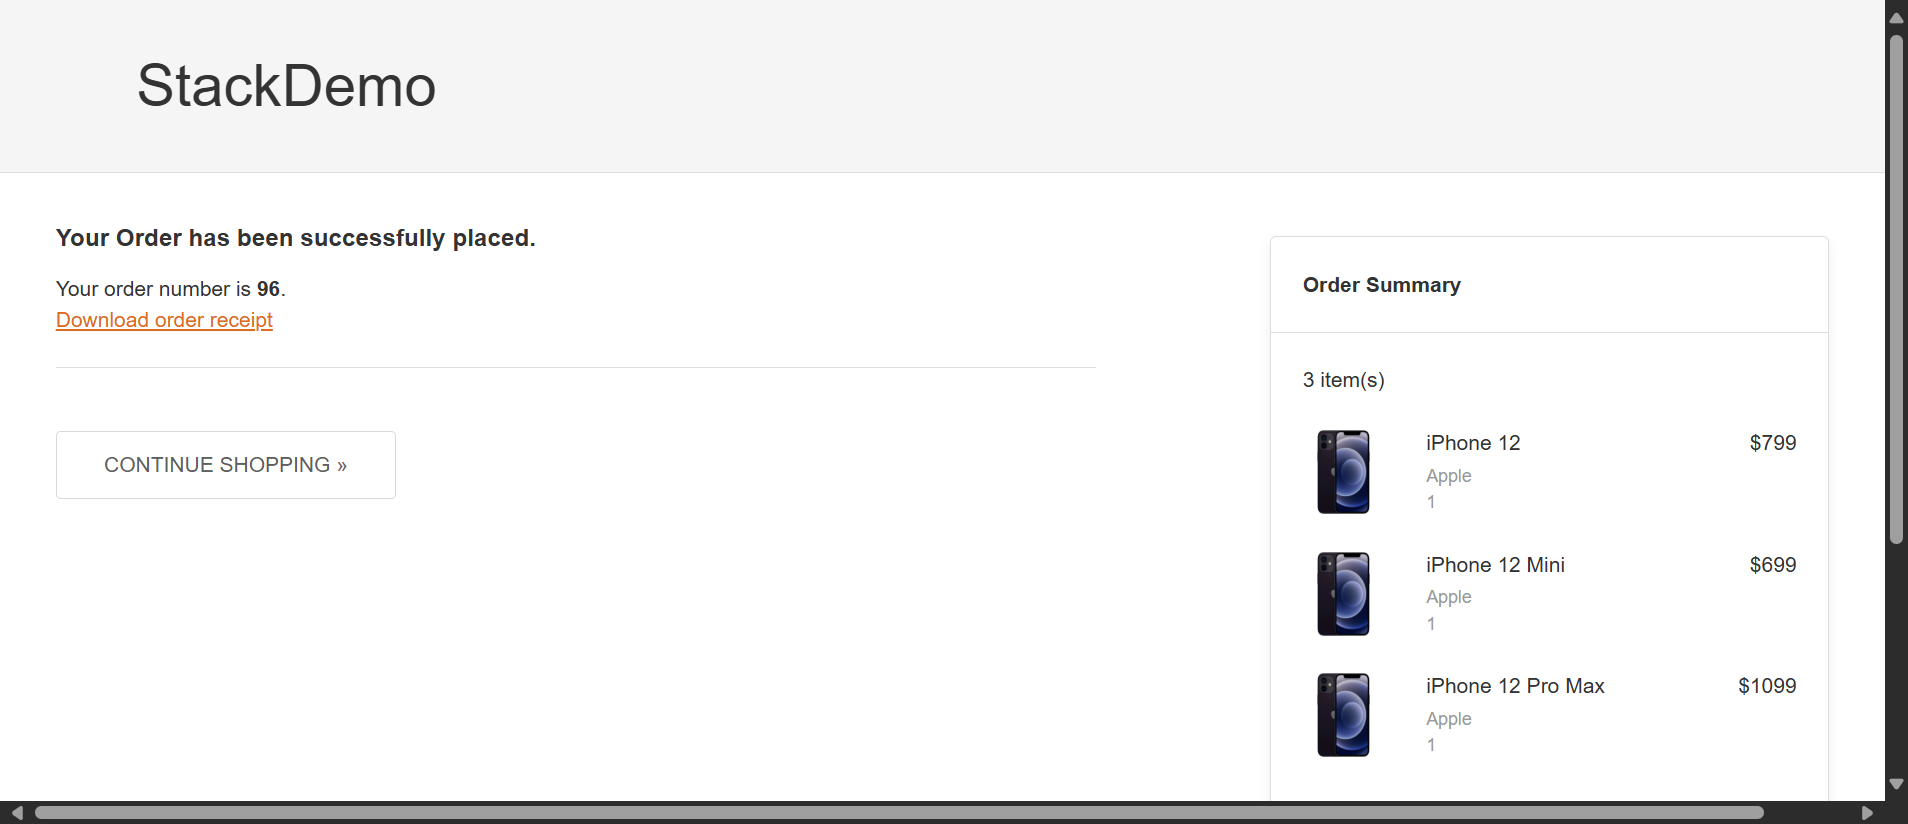 StackDemo
Your Order has been successfully placed.
Your order number is 96.
Download order receipt
CONTINUE SHOPPING »
Order Summary
3 item(s)
iPhone 12
$799
Apple
1
iPhone 12 Mini
$699
Apple
1
iPhone 12 Pro Max
$1099
Apple
1